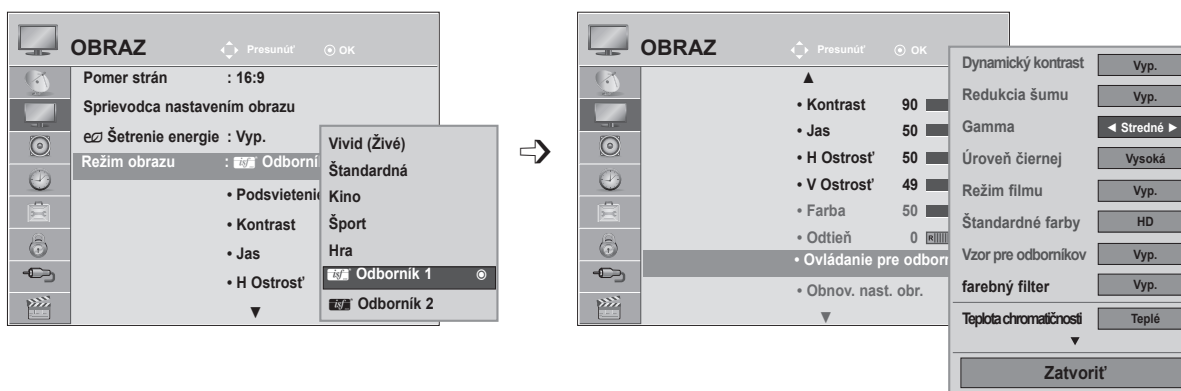 OBRAZ
Presunúť
OK
Pomer strán : 16:9
Sprievodca nastavením obrazu
e Šetrenie energie : Vyp.
Režim obrazu : isf Odborní
• Podsvietenie
• Kontrast
• Jas
• H Ostrosť
▼
Vivid (Živé)
Štandardná
Kino
Šport
Hra
isf Odborník 1
isf Odborník 2
OBRAZ
Presunúť
OK
▲
• Kontrast 90
• Jas 50
• H Ostrosť 50
• V Ostrosť 49
• Farba 50
• Odtieň 0 R
• Ovládanie pre odborn
• Obnov. nast. obr.
▼
Dynamický kontrast Vyp.
Redukcia šumu Vyp.
Gamma ◄ Stredné ►
Úroveň čiernej Vysoká
Režim filmu Vyp.
Štandardné farby HD
Vzor pre odborníkov Vyp.
farebný filter Vyp.
Teplota chromatičnosti Teplé
▼
Zatvoriť